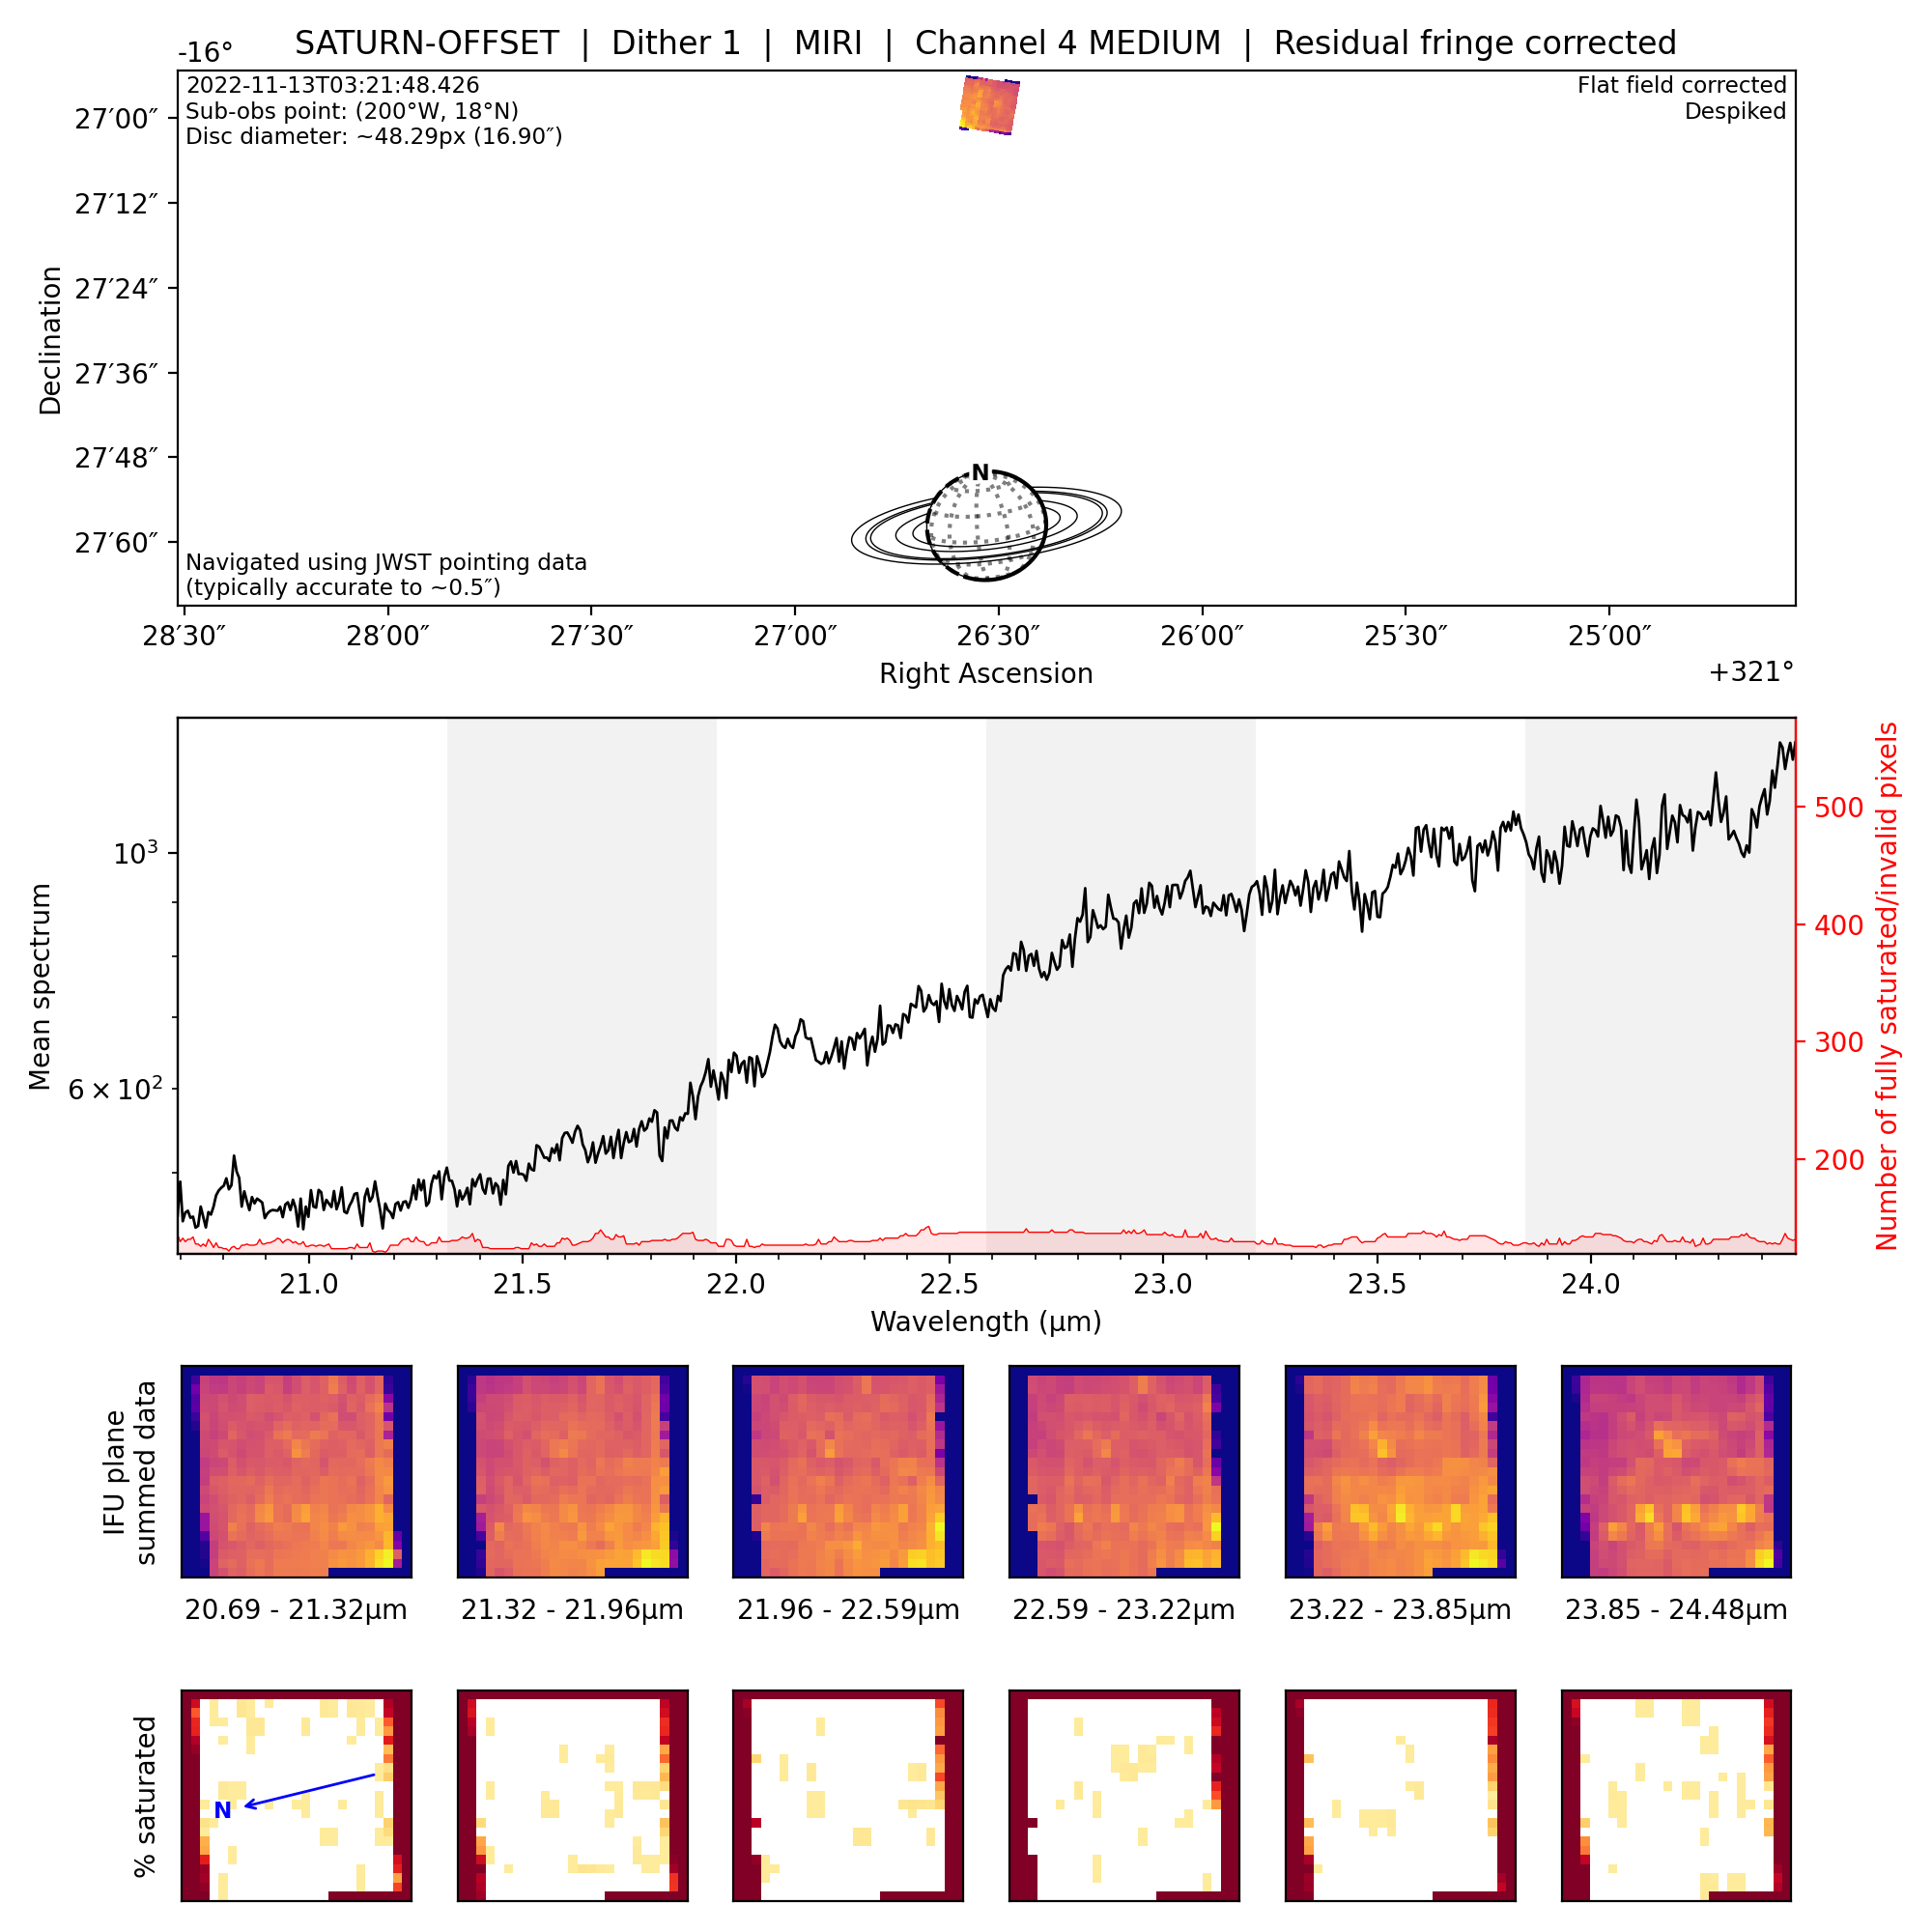 SATURN-OFFSET | Dither 1 | MIRI | Channel 4 MEDIUM | Residual fringe corrected
-16°
2022-11-13T03:21:48.426
Sub-obs point: (200°W, 18°N)
Disc diameter: ~48.29px (16.90″)
Flat field corrected
Despiked
27′00″
27′12″
27′24″
27′36″
27′48″
27′60″
Declination
N
Navigated using JWST pointing data
(typically accurate to ~0.5″)
28′30″ 28′00″ 27′30″ 27′00″ 26′30″ 26′00″ 25′30″ 25′00″
Right Ascension
+321°
10³
6 × 10²
Mean spectrum
500
400
300
200
Number of fully saturated/invalid pixels
21.0 21.5 22.0 22.5 23.0 23.5 24.0
Wavelength (µm)
IFU plane
summed data
20.69 - 21.32µm 21.32 - 21.96µm 21.96 - 22.59µm 22.59 - 23.22µm 23.22 - 23.85µm 23.85 - 24.48µm
% saturated
N